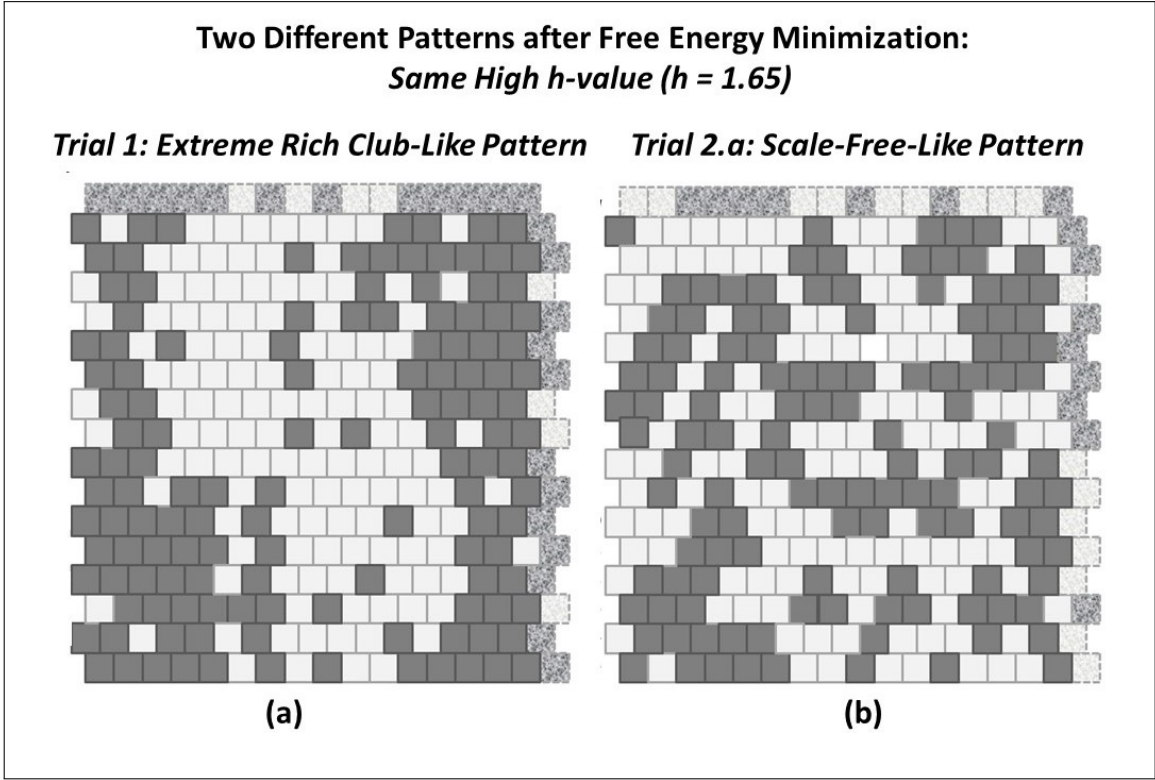 Two Different Patterns after Free Energy Minimization:
Same High h-value (h = 1.65)
Trial 1: Extreme Rich Club-Like Pattern
Trial 2.a: Scale-Free-Like Pattern
(a)
(b)